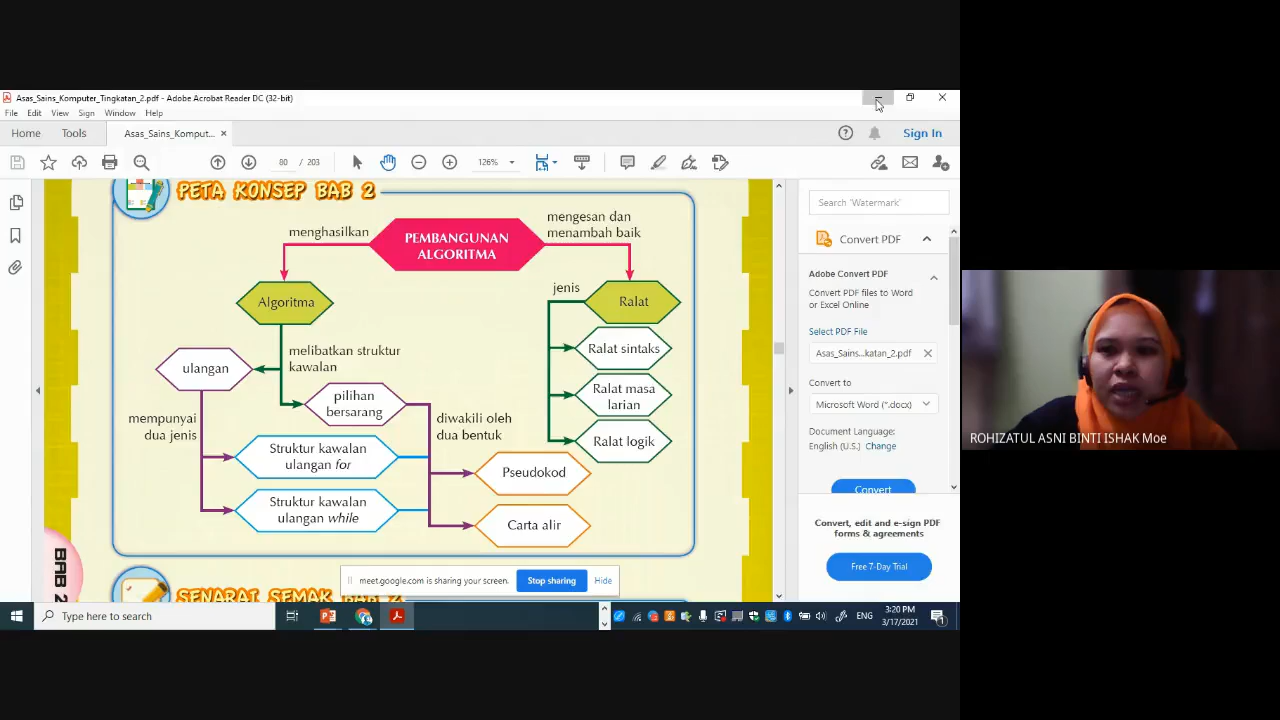 Asas_Sains_Komputer_Tingkatan_2.pdf - Adobe Acrobat Reader DC (32-bit)
File Edit View Sign Window Help
Home Tools Asas_Sains_Komput... × Sign In
80 / 203 126%
PETA KONSEP BAB 2
menghasilkan
PEMBANGUNAN
ALGORITMA
mengesan dan
menambah baik
Algoritma
jenis
Ralat
melibatkan struktur
kawalan
ulangan
pilihan
bersarang
Ralat sintaks
Ralat masa
larian
Ralat logik
mempunyai
dua jenis
diwakili oleh
dua bentuk
Struktur kawalan
ulangan for
Struktur kawalan
ulangan while
Pseudokod
Carta alir
BAB 2
SENARAI SEMAK BAB 2
Search 'Watermark'
Convert PDF
Adobe Convert PDF
Convert PDF files to Word
or Excel Online
Select PDF File
Asas_Sains...katan_2.pdf
Convert to
Microsoft Word (*.docx)
Document Language:
English (U.S.) Change
Convert
Convert, edit and e-sign PDF
forms & agreements
Free 7-Day Trial
meet.google.com is sharing your screen. Stop sharing Hide
Type here to search
ENG
3:20 PM
3/17/2021
1
ROHIZATUL ASNI BINTI ISHAK Moe